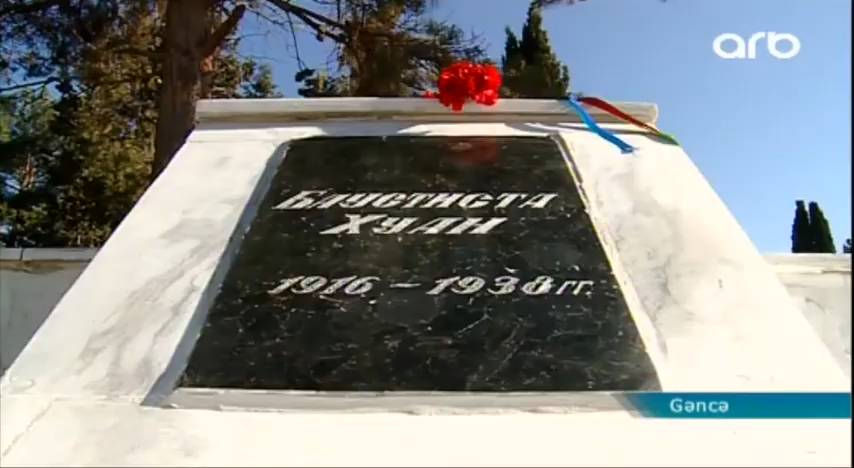 arb
Блустиста
Хуан
1916 - 1938 гг.
Gəncə